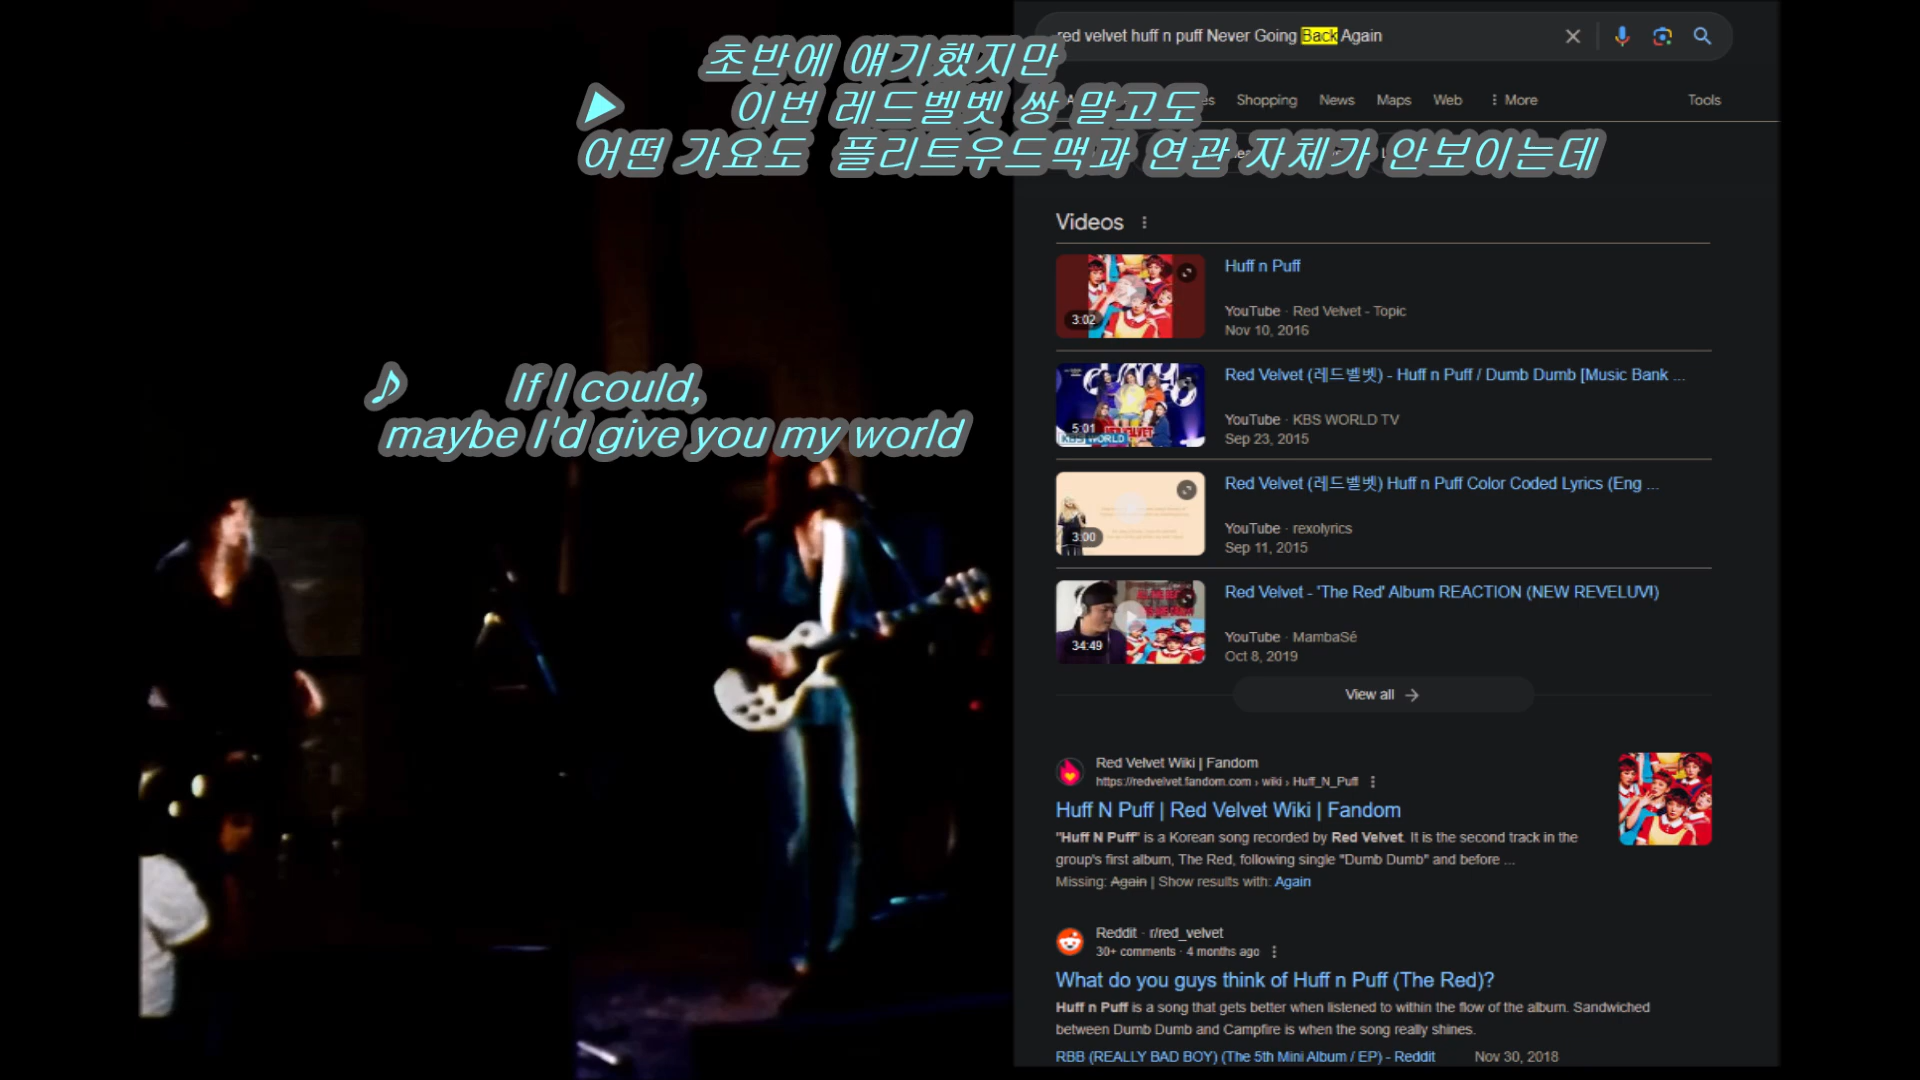 red velvet huff n puff Never Going Back Again
초반에 얘기했지만
이번 레드벨벳 쌍 말고도
어떤 가요도 플리트우드맥과 연관 자체가 안보이는데
Shopping News Maps Web More Tools
Videos
3:02
Huff n Puff
YouTube · Red Velvet - Topic
Nov 10, 2016
♪ If I could,
maybe I'd give you my world
5:01
KBS WORLD
Red Velvet (레드벨벳) - Huff n Puff / Dumb Dumb [Music Bank ...
YouTube · KBS WORLD TV
Sep 23, 2015
3:00
Red Velvet (레드벨벳) Huff n Puff Color Coded Lyrics (Eng ...
YouTube · rexolyrics
Sep 11, 2015
34:49
Red Velvet - 'The Red' Album REACTION (NEW REVELUV!)
YouTube · MambaSé
Oct 8, 2019
View all →
Red Velvet Wiki | Fandom
https://redvelvet.fandom.com › wiki › Huff_N_Puff
Huff N Puff | Red Velvet Wiki | Fandom
"Huff N Puff" is a Korean song recorded by Red Velvet. It is the second track in the
group's first album, The Red, following single "Dumb Dumb" and before ...
Missing: Again | Show results with: Again
Reddit · r/red_velvet
30+ comments · 4 months ago
What do you guys think of Huff n Puff (The Red)?
Huff n Puff is a song that gets better when listened to within the flow of the album. Sandwiched
between Dumb Dumb and Campfire is when the song really shines.
RBB (REALLY BAD BOY) (The 5th Mini Album / EP) - Reddit Nov 30, 2018